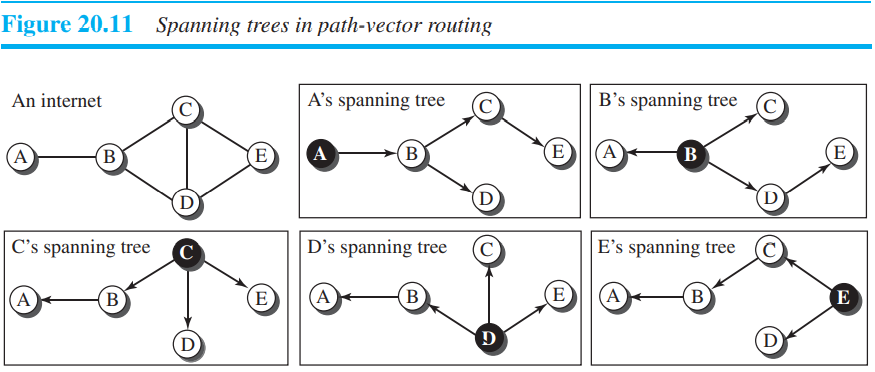 Figure 20.11 Spanning trees in path-vector routing
An internet
C
A
B
E
D
A's spanning tree
C
A
B
E
D
B's spanning tree
C
A
B
E
D
C's spanning tree
C
A
B
E
D
D's spanning tree
C
A
B
E
D
E's spanning tree
C
A
B
E
D